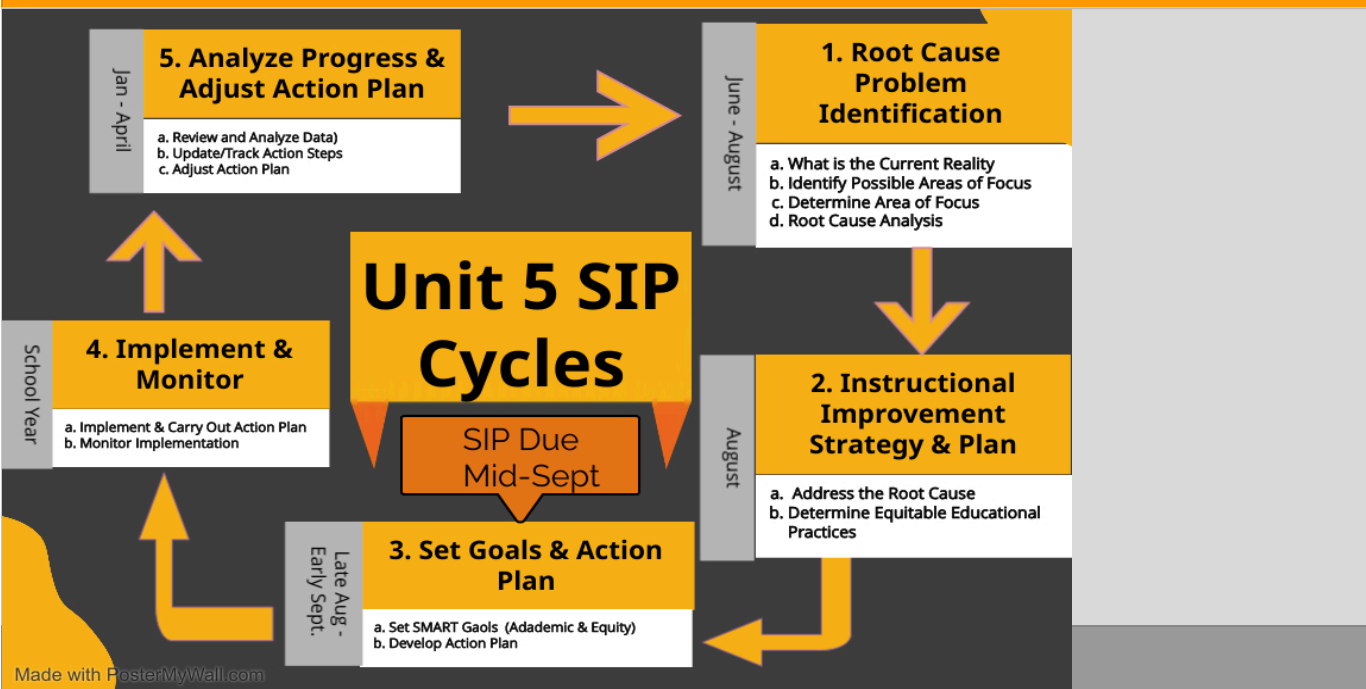 5. Analyze Progress &
Adjust Action Plan
Jan - April
a. Review and Analyze Data)
b. Update/Track Action Steps
c. Adjust Action Plan
1. Root Cause
Problem
Identification
June - August
a. What is the Current Reality
b. Identify Possible Areas of Focus
c. Determine Area of Focus
d. Root Cause Analysis
Unit 5 SIP
Cycles
SIP Due
Mid-Sept
2. Instructional
Improvement
Strategy & Plan
August
a. Address the Root Cause
b. Determine Equitable Educational
Practices
3. Set Goals & Action
Plan
Late Aug -
Early Sept.
a. Set SMART Gaols (Adademic & Equity)
b. Develop Action Plan
4. Implement &
Monitor
School Year
a. Implement & Carry Out Action Plan
b. Monitor Implementation
Made with PosterMyWall.com